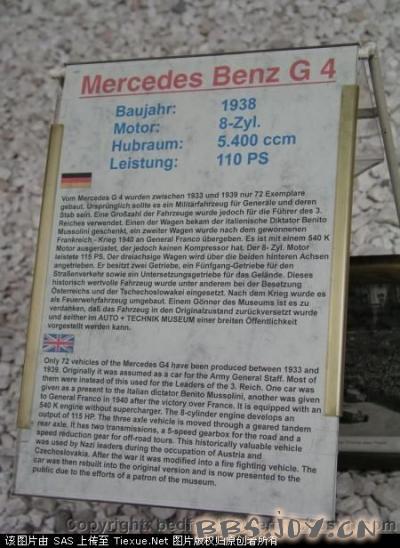 Mercedes Benz G 4
Baujahr: 1938
Motor: 8-Zyl.
Hubraum: 5.400 ccm
Leistung: 110 PS
Vom Mercedes G 4 wurden zwischen 1933 und 1939 nur 72 Exemplare
gebaut. Ursprünglich sollte es ein Militärfahrzeug für Generäle und deren
Stab sein. Eine Großzahl der Fahrzeuge wurde jedoch für die Führer des 3.
Reiches verwendet. Einen der Wagen bekam der italienische Diktator Benito
Mussolini geschenkt, ein zweiter Wagen wurde nach dem gewonnenen
Frankreich - Krieg 1940 an General Franco übergeben. Es ist mit einem 540 K
Motor ausgerüstet, der jedoch keinen Kompressor hat. Der 8- Zyl. Motor
leistete 115 PS. Der dreiachsige Wagen wird über die beiden hinteren Achsen
angetrieben. Er besitzt zwei Getriebe, ein Fünfgang-Getriebe für den
Straßenverkehr sowie ein Untersetzungsgetriebe für das Gelände. Dieses
historisch wertvolle Fahrzeug wurde unter anderem bei der Besetzung
Österreichs und der Tschechoslowakei eingesetzt. Nach dem Krieg wurde es
als Feuerwehrfahrzeug umgebaut. Einem Gönner des Museums ist es zu
verdanken, daß das Fahrzeug in den Originalzustand zurückversetzt wurde
und seither im AUTO + TECHNIK MUSEUM einer breiten Öffentlichkeit
vorgestellt werden kann.
Only 72 vehicles of the Mercedes G4 have been produced between 1933 and
1939. Originally it was assumed as a car for the Army General Staff. Most of
them were instead of this used for the Leaders of the 3. Reich. One car was
given as a present to the italian dictator Benito Mussolini, another was given
to General Franco in 1940 after the victory over France. It is equipped with an
540 K engine without supercharger. The 8-cylinder engine develops an
output of 115 HP. The three axle vehicle is moved through a geared tandem
rear axle. It has two transmissions, a 5-speed gearbox for the road and a
speed reduction gear for off-road tours. This historically valuable vehicle
was used by Nazi leaders during the occupation of Austria and
Czechoslovakia. After the war it was modified into a fire fighting vehicle. The
car was then rebuilt into the original version and is now presented to the
public due to the efforts of a patron of the museum.
Copyright:
BBS.JOY.CN
该图片由 SAS 上传至 Tiexue.Net 图片版权归原创者所有